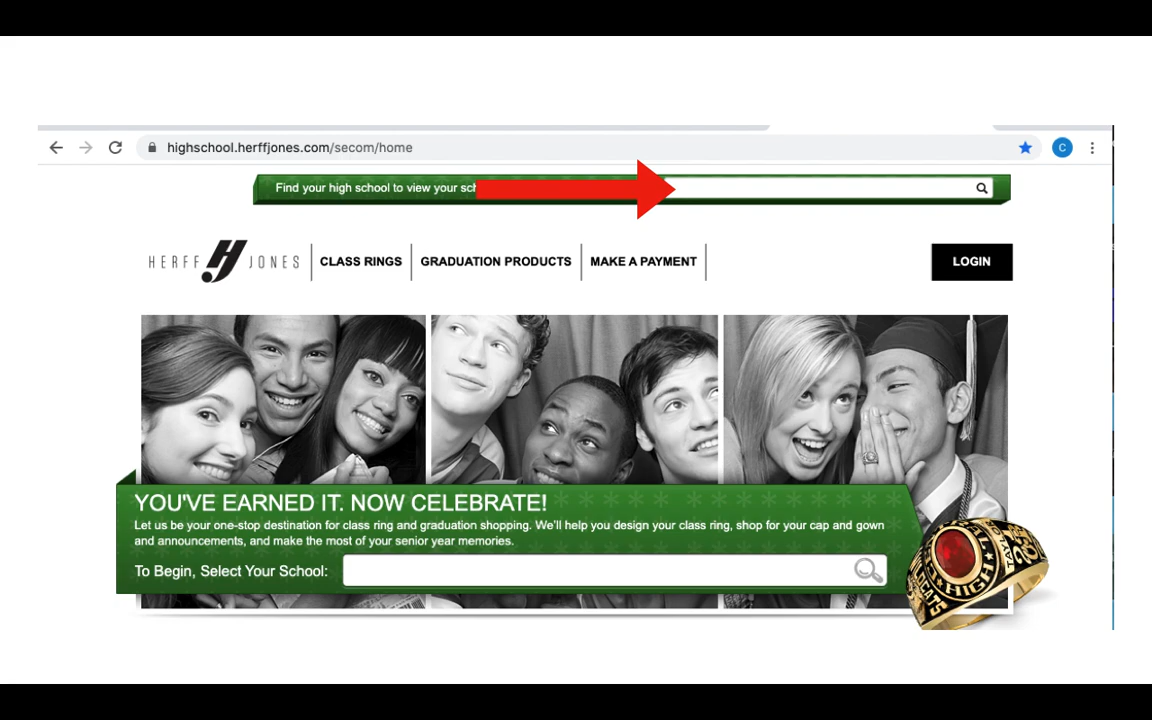 highschool.herffjones.com/secom/home
C
Find your high school to view your
HERFF JONES
CLASS RINGS
GRADUATION PRODUCTS
MAKE A PAYMENT
LOGIN
YOU'VE EARNED IT. NOW CELEBRATE!
Let us be your one-stop destination for class ring and graduation shopping. We'll help you design your class ring, shop for your cap and gown
and announcements, and make the most of your senior year memories.
To Begin, Select Your School:
HIGH
WILDCATS